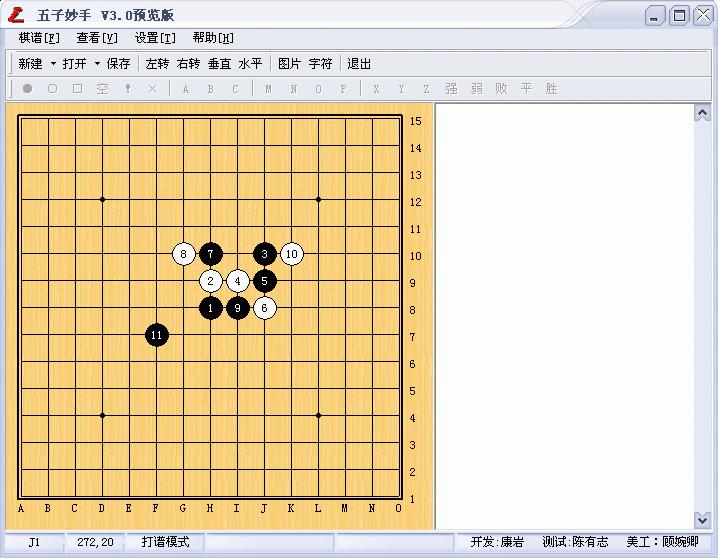 五子妙手 V3.0预览版
棋谱[F] 查看[V] 设置[T] 帮助[H]
新建 打开 保存 左转 右转 垂直 水平 图片 字符 退出
空 ! × A B C M N O P X Y Z 强 弱 败 平 胜
15
14
13
12
11
8 7 3 10 10
2 4 5 9
1 9 6 8
11 7
6
5
4
3
2
1
A B C D E F G H I J K L M N O
J1 272,20 打谱模式 开发:康岩 测试:陈有志 美工:顾婉卿